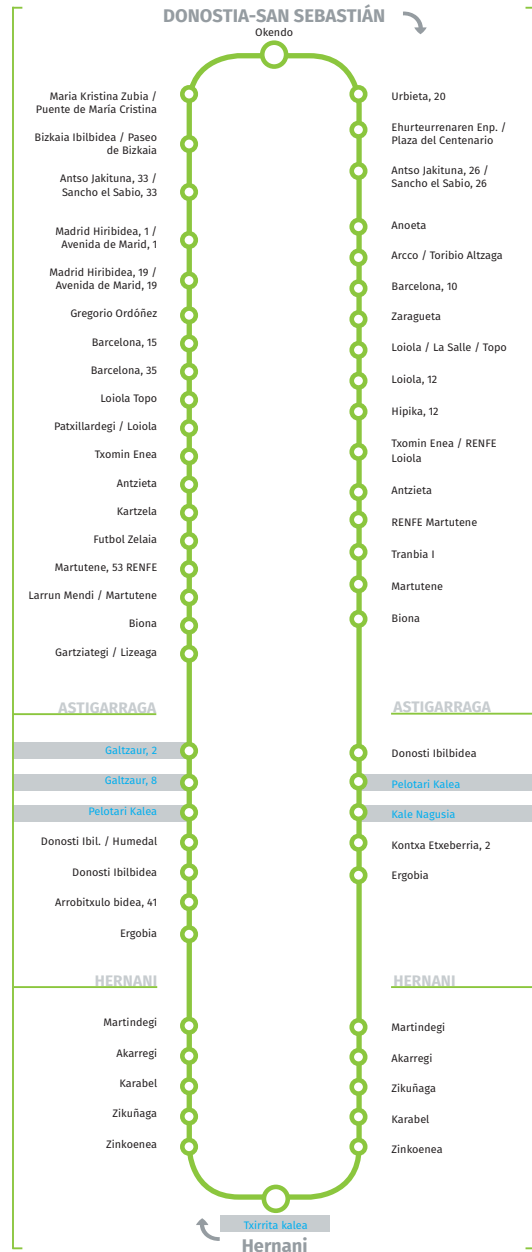 DONOSTIA-SAN SEBASTIÁN
Okendo
Maria Kristina Zubia /
Puente de María Cristina
Bizkaia Ibilbidea / Paseo
de Bizkaia
Antso Jakituna, 33 /
Sancho el Sabio, 33
Madrid Hiribidea, 1 /
Avenida de Marid, 1
Madrid Hiribidea, 19 /
Avenida de Marid, 19
Gregorio Ordóñez
Barcelona, 15
Barcelona, 35
Loiola Topo
Patxillardegi / Loiola
Txomin Enea
Antzieta
Kartzela
Futbol Zelaia
Martutene, 53 RENFE
Larrun Mendi / Martutene
Biona
Gartziategi / Lizeaga
ASTIGARRAGA
Galtzaur, 2
Galtzaur, 8
Pelotari Kalea
Donosti Ibil. / Humedal
Donosti Ibilbidea
Arrobitxulo bidea, 41
Ergobia
HERNANI
Martindegi
Akarregi
Karabel
Zikuñaga
Zinkoenea
Urbieta, 20
Ehurteurrenaren Enp. /
Plaza del Centenario
Antso Jakituna, 26 /
Sancho el Sabio, 26
Anoeta
Arcco / Toribio Altzaga
Barcelona, 10
Zaragueta
Loiola / La Salle / Topo
Loiola, 12
Hipika, 12
Txomin Enea / RENFE
Loiola
Antzieta
RENFE Martutene
Tranbia I
Martutene
Biona
ASTIGARRAGA
Donosti Ibilbidea
Pelotari Kalea
Kale Nagusia
Kontxa Etxeberria, 2
Ergobia
HERNANI
Martindegi
Akarregi
Zikuñaga
Karabel
Zinkoenea
Txirrita kalea
Hernani